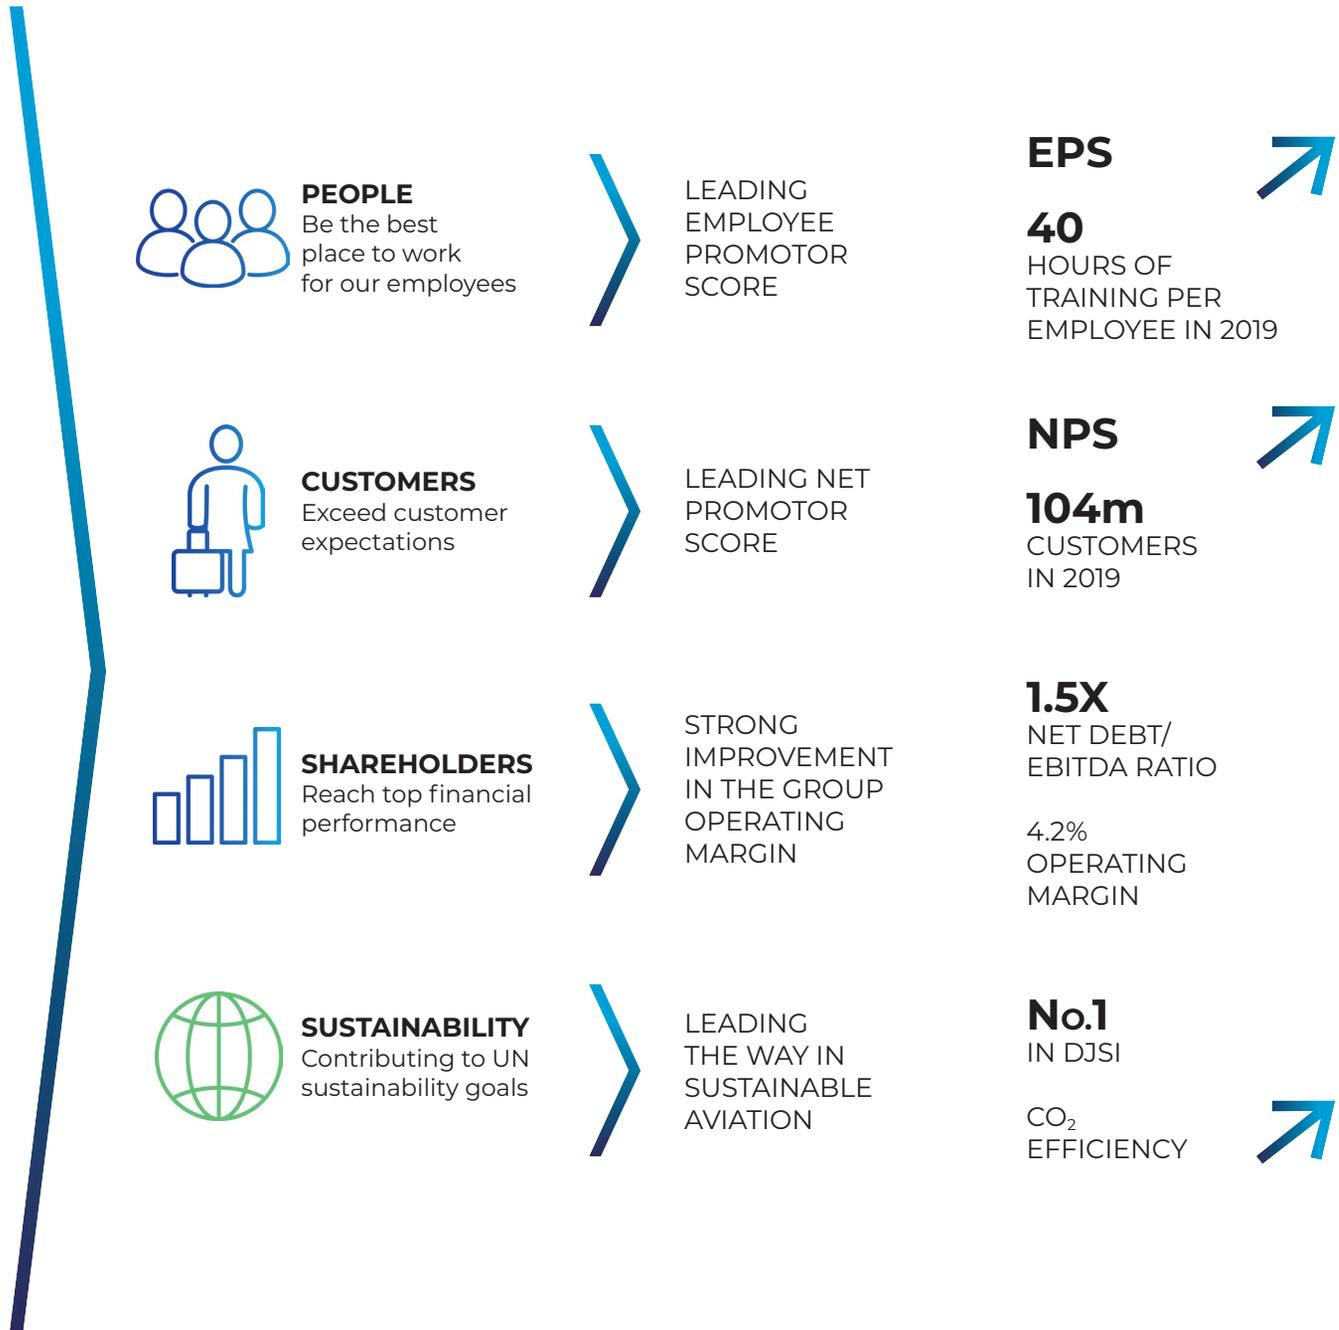 PEOPLE
Be the best
place to work
for our employees
LEADING
EMPLOYEE
PROMOTOR
SCORE
EPS
40
HOURS OF
TRAINING PER
EMPLOYEE IN 2019
CUSTOMERS
Exceed customer
expectations
LEADING NET
PROMOTOR
SCORE
NPS
104m
CUSTOMERS
IN 2019
SHAREHOLDERS
Reach top financial
performance
STRONG
IMPROVEMENT
IN THE GROUP
OPERATING
MARGIN
1.5X
NET DEBT/
EBITDA RATIO
4.2%
OPERATING
MARGIN
SUSTAINABILITY
Contributing to UN
sustainability goals
LEADING
THE WAY IN
SUSTAINABLE
AVIATION
No.1
IN DJSI
CO₂
EFFICIENCY